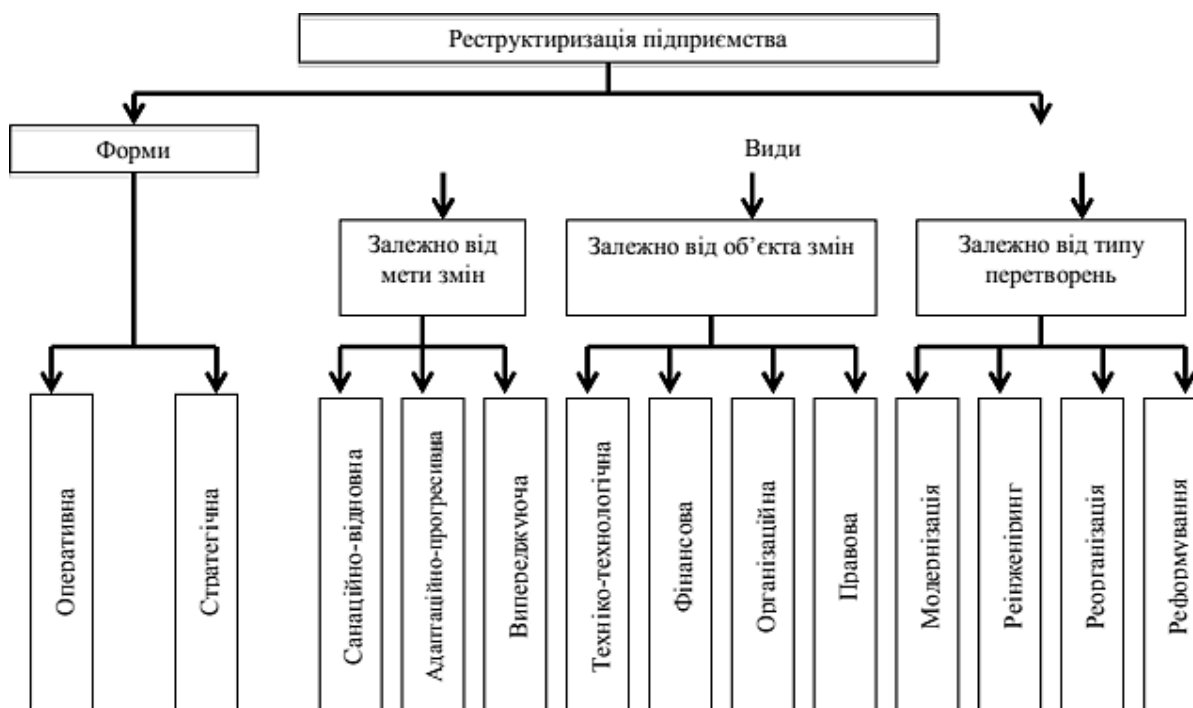 Реструктиризація підприємства
Форми
Види
Залежно від
мети змін
Залежно від об’єкта змін
Залежно від типу
перетворень
Оперативна
Стратегічна
Санаційно-відновна
Адаптаційно-прогресивна
Випереджуюча
Техніко-технологічна
Фінансова
Організаційна
Правова
Модернізація
Реінженіринг
Реорганізація
Реформування